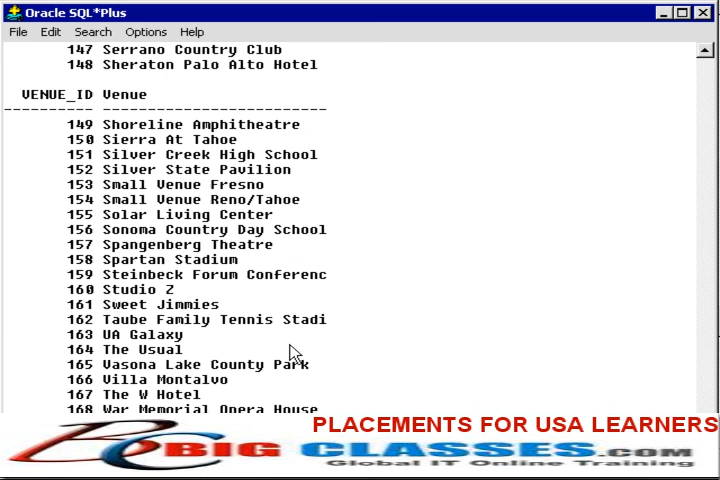 Oracle SQL*Plus
File Edit Search Options Help
147 Serrano Country Club
148 Sheraton Palo Alto Hotel
VENUE_ID Venue
---------- -------------------------
149 Shoreline Amphitheatre
150 Sierra At Tahoe
151 Silver Creek High School
152 Silver State Pavilion
153 Small Venue Fresno
154 Small Venue Reno/Tahoe
155 Solar Living Center
156 Sonoma Country Day School
157 Spangenberg Theatre
158 Spartan Stadium
159 Steinbeck Forum Conferenc
160 Studio Z
161 Sweet Jimmies
162 Taube Family Tennis Stadi
163 UA Galaxy
164 The Usual
165 Vasona Lake County Park
166 Villa Montalvo
167 The W Hotel
168 War Memorial Opera House
PLACEMENTS FOR USA LEARNERS
BC BIG CLASSES.COM
Global IT Online Training